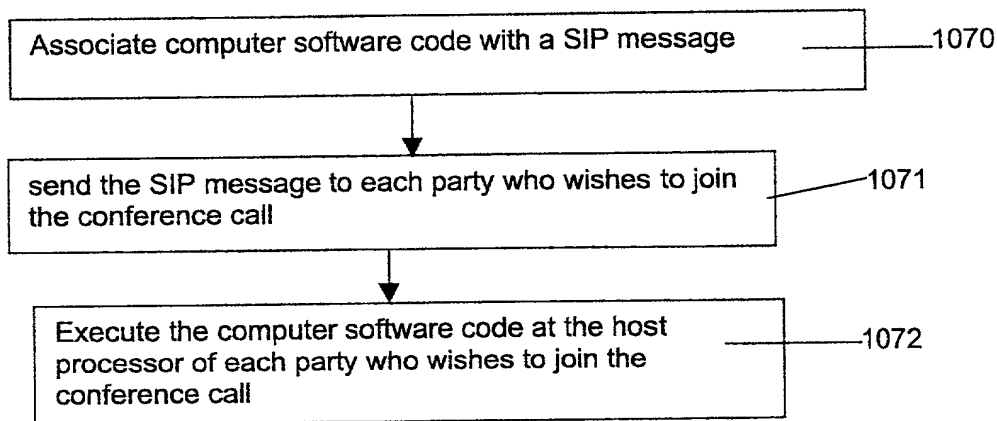 Associate computer software code with a SIP message
1070
send the SIP message to each party who wishes to join
the conference call
1071
Execute the computer software code at the host
processor of each party who wishes to join the
conference call
1072